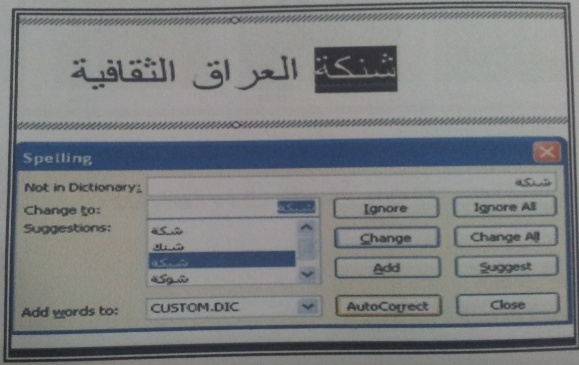 شنكة العراق الثقافية
Spelling
Not in Dictionary: شنكة
Change to: شبكة
Ignore
Ignore All
Suggestions:
شكة
شنك
شبكة
شوكة
Change
Change All
Add
Suggest
Add words to: CUSTOM.DIC
AutoCorrect
Close